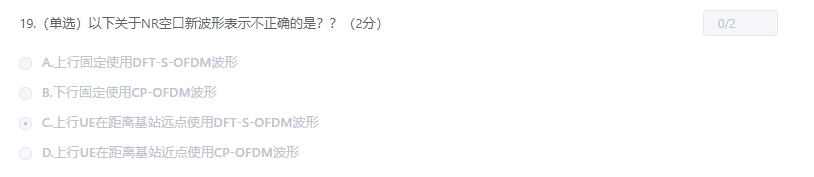 19.（单选）以下关于NR空口新波形表示不正确的是？？（2分）
0/2
A.上行固定使用DFT-S-OFDM波形
B.下行固定使用CP-OFDM波形
C.上行UE在距离基站远点使用DFT-S-OFDM波形
D.上行UE在距离基站近点使用CP-OFDM波形